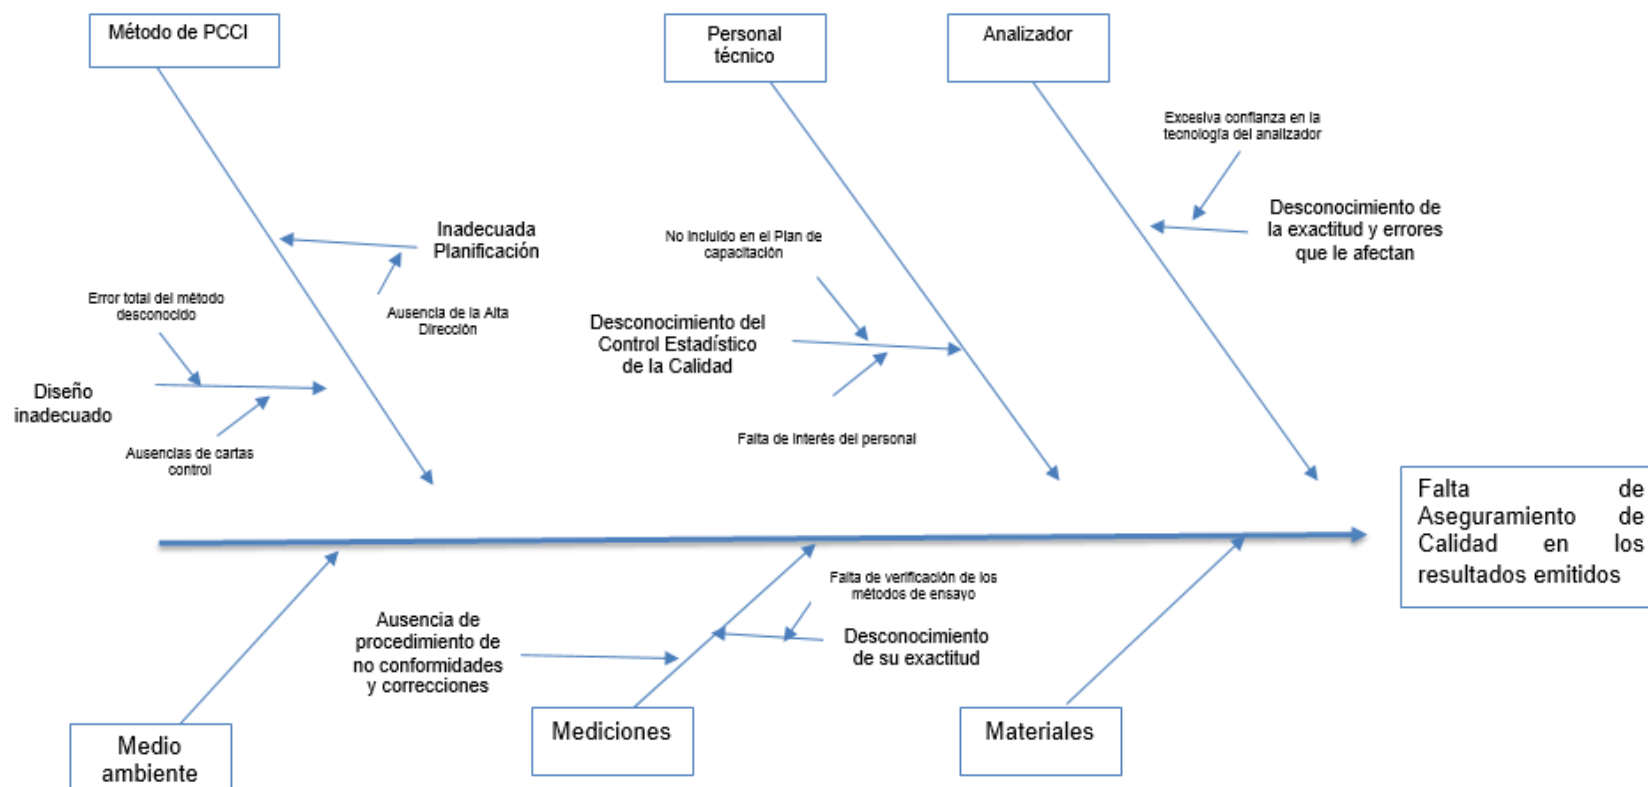 Método de PCCI
Personal
técnico
Analizador
Excesiva confianza en la
tecnología del analizador
Inadecuada
Planificación
No incluido en el Plan de
capacitación
Desconocimiento de
la exactitud y errores
que le afectan
Error total del método
desconocido
Ausencia de la Alta
Dirección
Desconocimiento del
Control Estadístico
de la Calidad
Diseño
inadecuado
Ausencias de cartas
control
Falta de interés del personal
Falta de
Aseguramiento de
Calidad en los
resultados emitidos
Falta de verificación de los
métodos de ensayo
Ausencia de
procedimiento de
no conformidades
y correcciones
Desconocimiento
de su exactitud
Medio
ambiente
Mediciones
Materiales